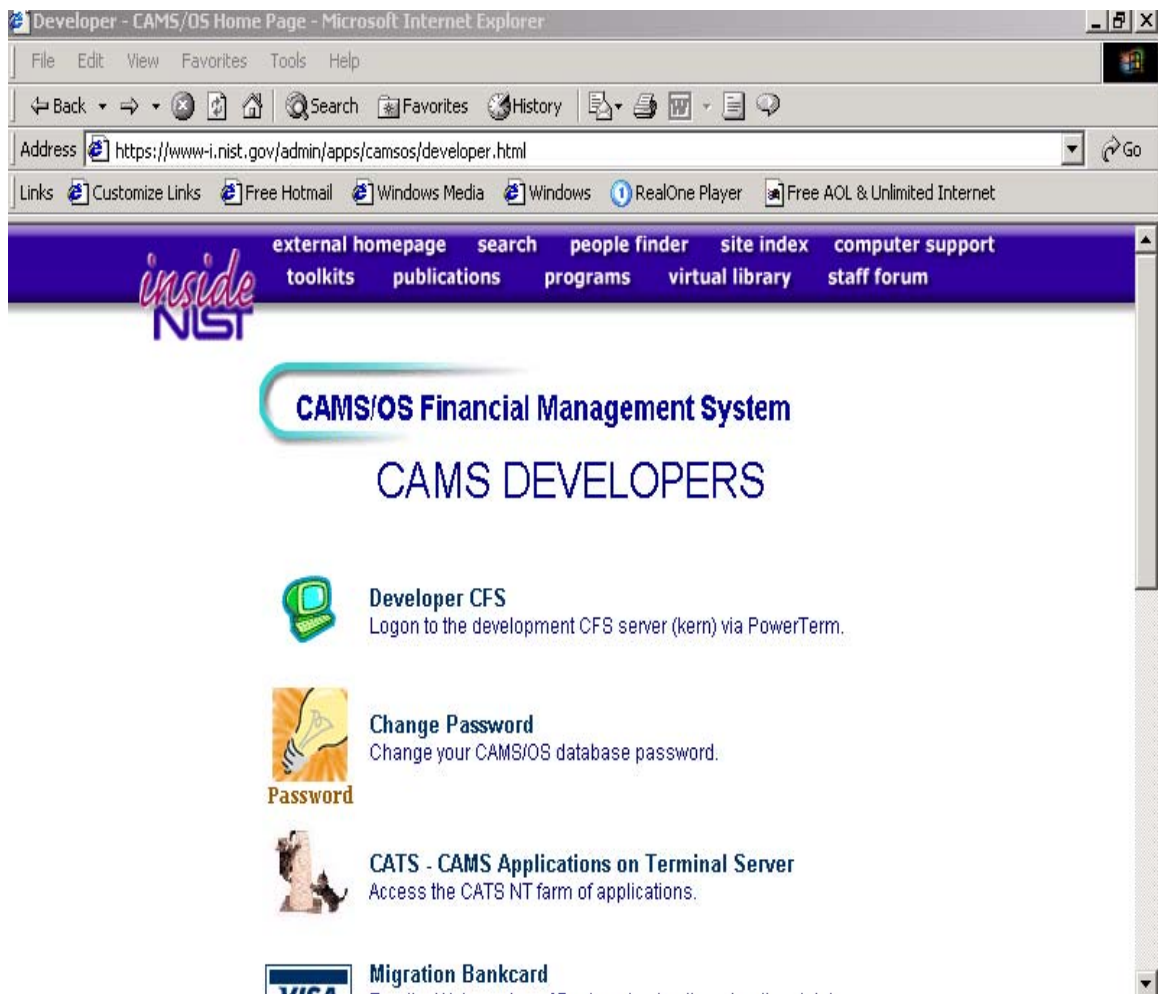 Developer - CAMS/OS Home Page - Microsoft Internet Explorer
File Edit View Favorites Tools Help
Back Search Favorites History
Address https://www-i.nist.gov/admin/apps/camsos/developer.html Go
Links Customize Links Free Hotmail Windows Media Windows RealOne Player Free AOL & Unlimited Internet
external homepage search people finder site index computer support
toolkits publications programs virtual library staff forum
inside
NIST
CAMS/OS Financial Management System
CAMS DEVELOPERS
Developer CFS
Logon to the development CFS server (kern) via PowerTerm.
Change Password
Change your CAMS/OS database password.
Password
CATS - CAMS Applications on Terminal Server
Access the CATS NT farm of applications.
Migration Bankcard
VISA